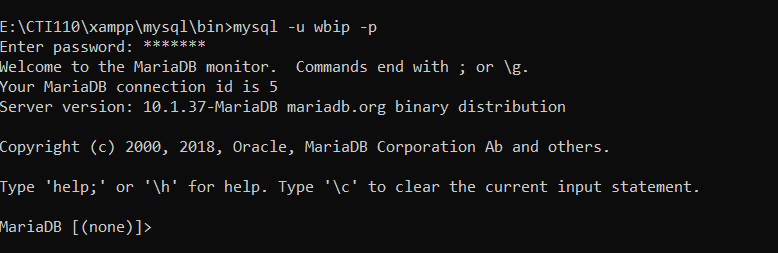 E:\CTI110\xampp\mysql\bin>mysql -u wbip -p
Enter password: *******
Welcome to the MariaDB monitor.  Commands end with ; or \g.
Your MariaDB connection id is 5
Server version: 10.1.37-MariaDB mariadb.org binary distribution
Copyright (c) 2000, 2018, Oracle, MariaDB Corporation Ab and others.
Type 'help;' or '\h' for help. Type '\c' to clear the current input statement.
MariaDB [(none)]>